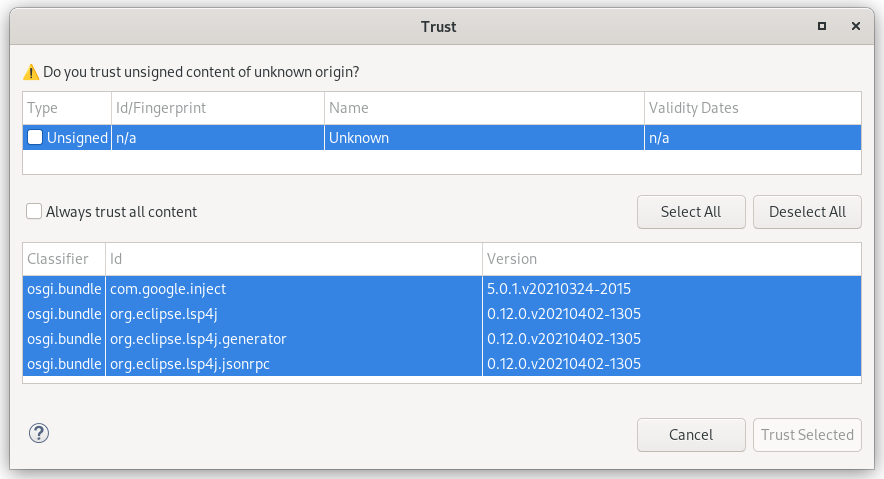 Trust
Do you trust unsigned content of unknown origin?
Type Id/Fingerprint Name Validity Dates
Unsigned n/a Unknown n/a
Always trust all content Select All Deselect All
Classifier Id Version
osgi.bundle com.google.inject 5.0.1.v20210324-2015
osgi.bundle org.eclipse.lsp4j 0.12.0.v20210402-1305
osgi.bundle org.eclipse.lsp4j.generator 0.12.0.v20210402-1305
osgi.bundle org.eclipse.lsp4j.jsonrpc 0.12.0.v20210402-1305
? Cancel Trust Selected